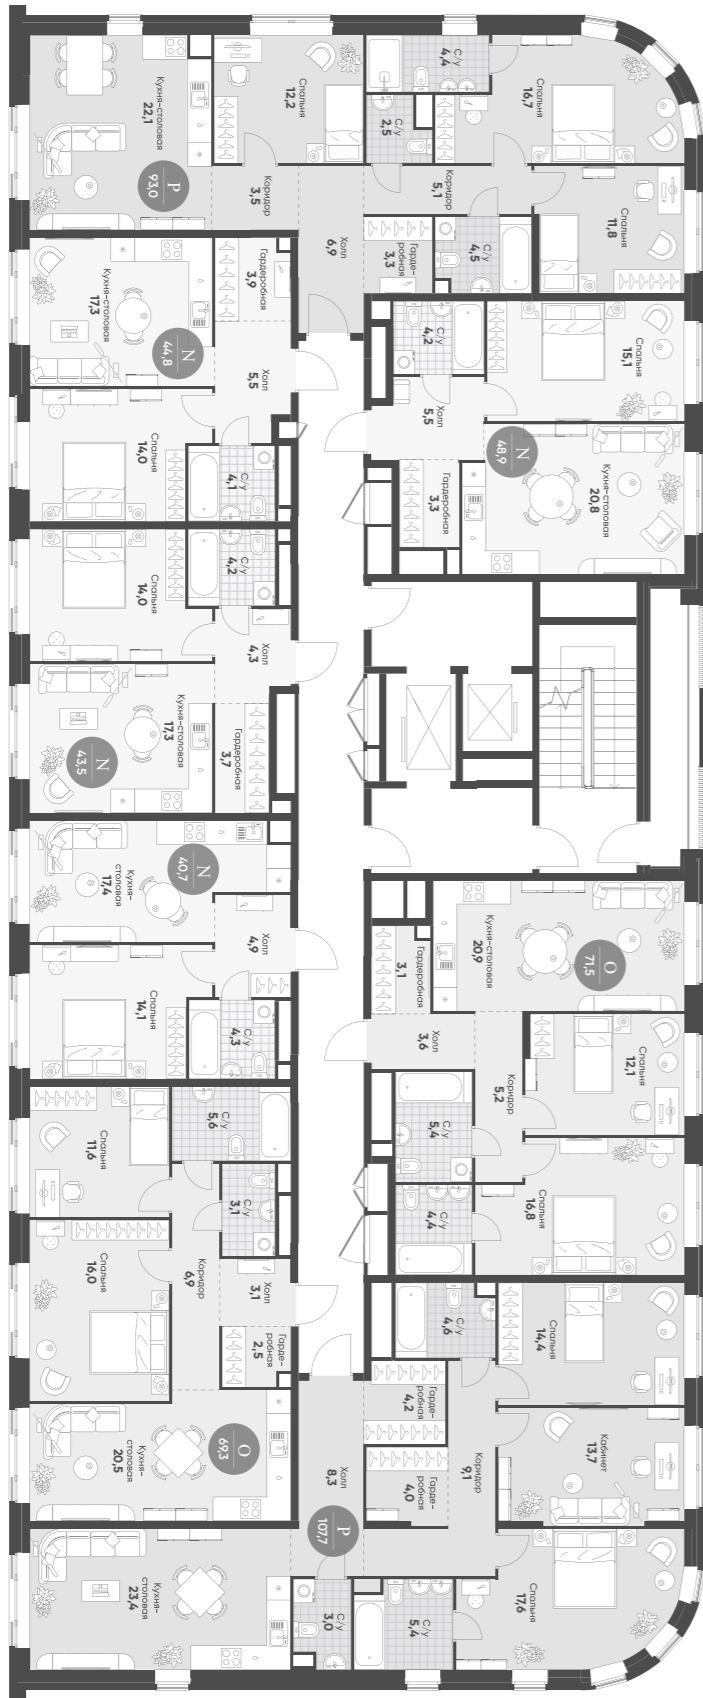 Кухня-столовая
22,1
P
93,0
Спальня
12,2
С/у
4,4
С/у
2,5
Спальня
16,7
Коридор
3,5
Коридор
5,1
Холл
6,9
Гарде-
робная
3,3
С/у
4,5
Спальня
11,8
Кухня-столовая
17,3
N
44,8
Гардеробная
3,9
Холл
5,5
Спальня
14,0
С/у
4,1
С/у
4,2
Спальня
15,1
Холл
5,5
N
48,9
Кухня-столовая
20,8
Гардеробная
3,3
Спальня
14,0
С/у
4,2
Холл
4,3
Кухня-столовая
17,3
N
43,5
Гардеробная
3,7
N
40,7
Кухня-
столовая
17,4
Холл
4,9
Спальня
14,1
С/у
4,3
Гардеробная
3,1
Кухня-столовая
20,9
O
71,5
Холл
3,6
Коридор
5,2
Спальня
12,1
С/у
5,4
С/у
4,4
Спальня
16,8
Спальня
11,6
С/у
5,6
С/у
3,1
Спальня
16,0
Коридор
6,9
Холл
3,1
Гарде-
робная
2,5
Кухня-
столовая
20,5
O
69,3
С/у
4,6
Спальня
14,4
Гарде-
робная
4,2
Гарде-
робная
4,0
Коридор
9,1
Кабинет
13,7
Холл
8,3
P
107,7
Кухня-
столовая
23,4
С/у
3,0
С/у
5,4
Спальня
17,6